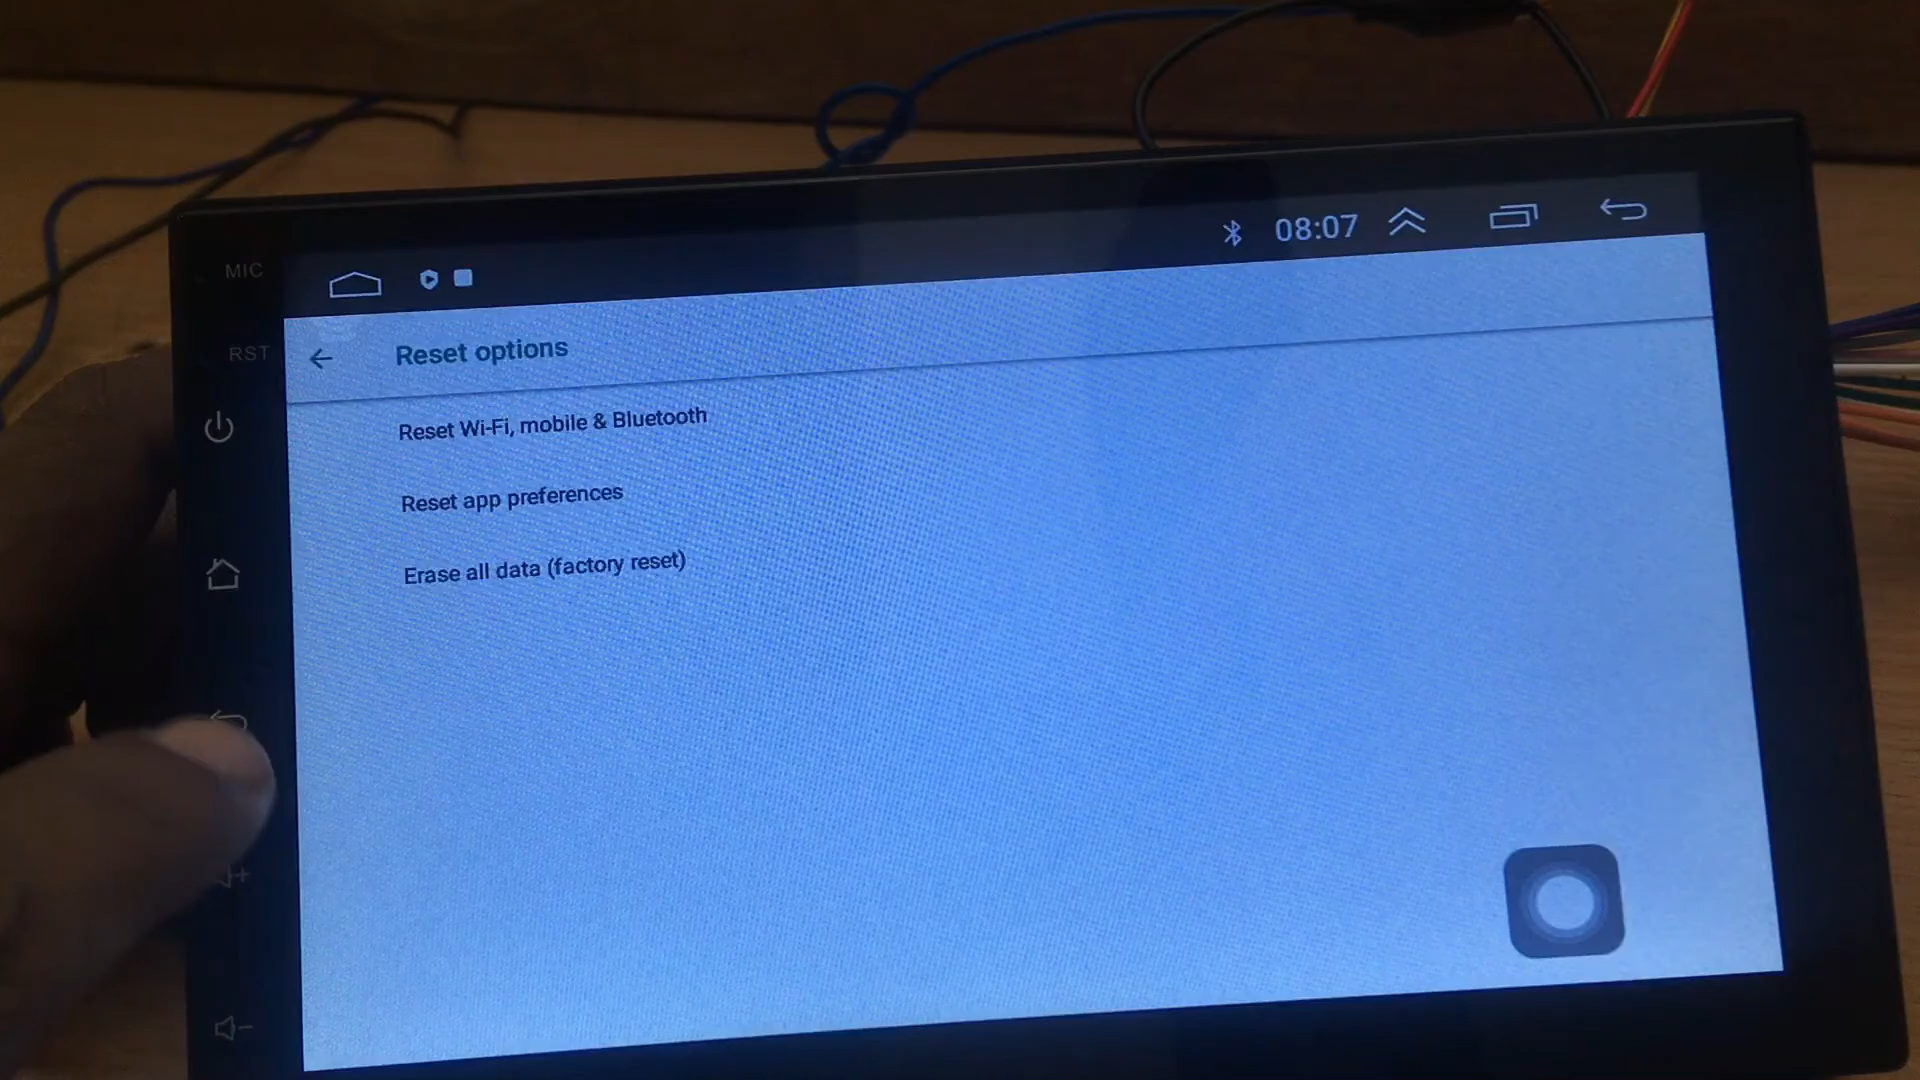 MIC
08:07
RST
Reset options
Reset Wi-Fi, mobile & Bluetooth
Reset app preferences
Erase all data (factory reset)